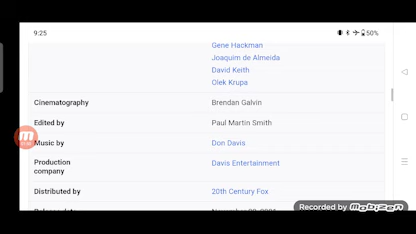 9:25
50%
Gene Hackman
Joaquim de Almeida
David Keith
Olek Krupa
Cinematography Brendan Galvin
Edited by Paul Martin Smith
Music by Don Davis
Production Davis Entertainment
company
Distributed by 20th Century Fox
Recorded by Mobizen